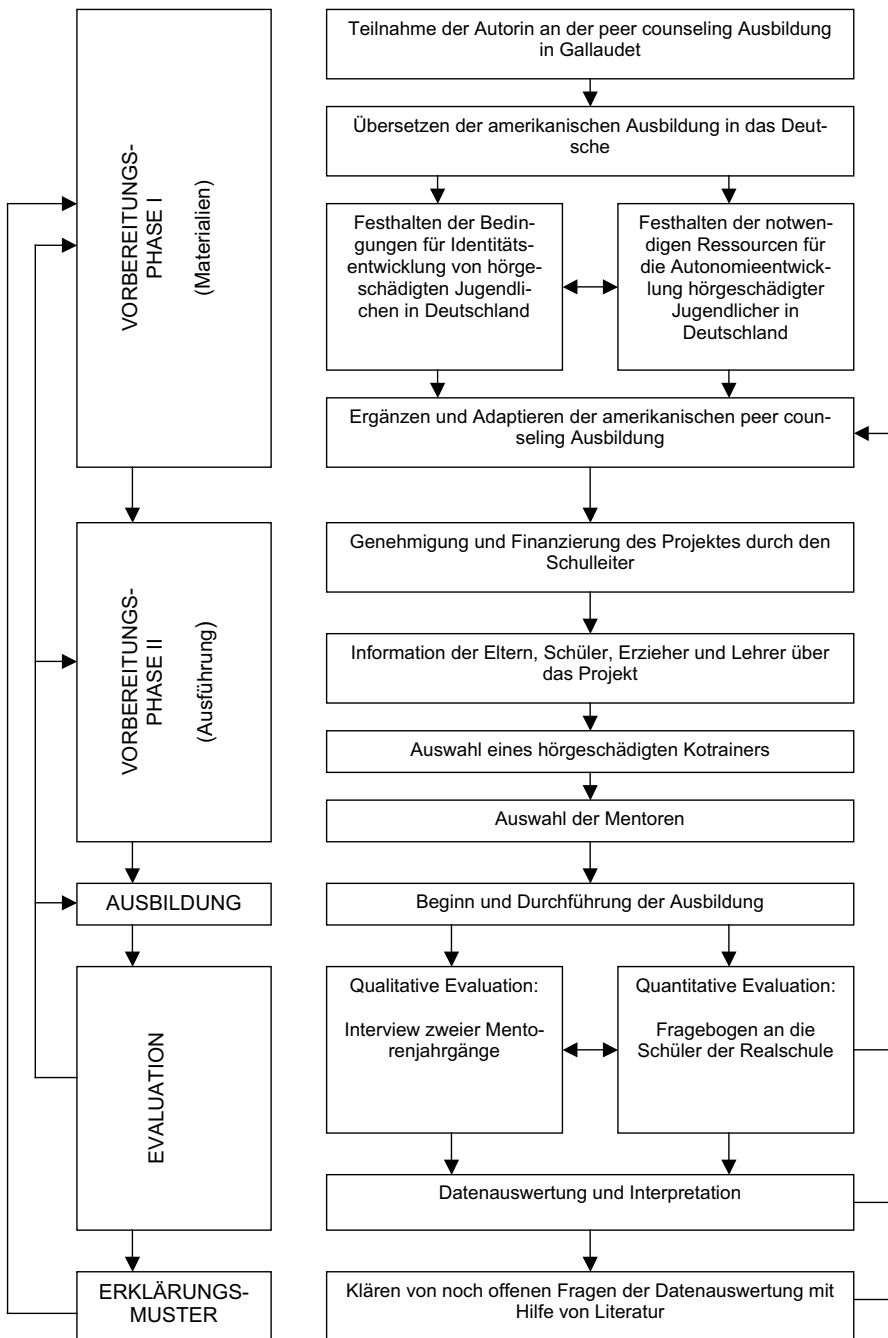 VORBEREITUNGS-
PHASE I
(Materialien)
Teilnahme der Autorin an der peer counseling Ausbildung
in Gallaudet
Übersetzen der amerikanischen Ausbildung in das Deut-
sche
Festhalten der Bedin-
gungen für Identitäts-
entwicklung von hörge-
schädigten Jugendli-
chen in Deutschland
Festhalten der notwen-
digen Ressourcen für
die Autonomieentwick-
lung hörgeschädigter
Jugendlicher in
Deutschland
Ergänzen und Adaptieren der amerikanischen peer coun-
seling Ausbildung
VORBEREITUNGS-
PHASE II
(Ausführung)
Genehmigung und Finanzierung des Projektes durch den
Schulleiter
Information der Eltern, Schüler, Erzieher und Lehrer über
das Projekt
Auswahl eines hörgeschädigten Kotrainers
Auswahl der Mentoren
AUSBILDUNG
Beginn und Durchführung der Ausbildung
EVALUATION
Qualitative Evaluation:
Interview zweier Mento-
renjahrgänge
Quantitative Evaluation:
Fragebogen an die
Schüler der Realschule
Datenauswertung und Interpretation
ERKLÄRUNGS-
MUSTER
Klären von noch offenen Fragen der Datenauswertung mit
Hilfe von Literatur